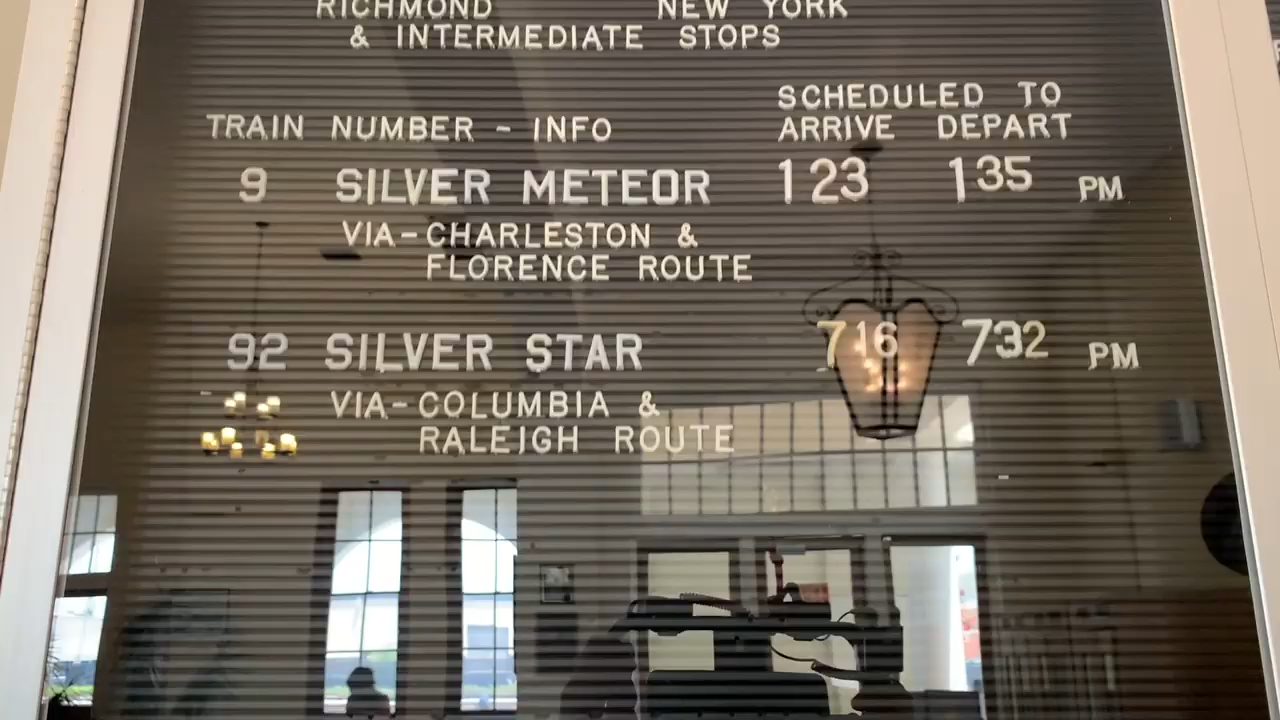 RICHMOND NEW YORK
& INTERMEDIATE STOPS
SCHEDULED TO
TRAIN NUMBER - INFO ARRIVE DEPART
9 SILVER METEOR 123 135 PM
VIA-CHARLESTON &
FLORENCE ROUTE
92 SILVER STAR 716 732 PM
VIA-COLUMBIA &
RALEIGH ROUTE